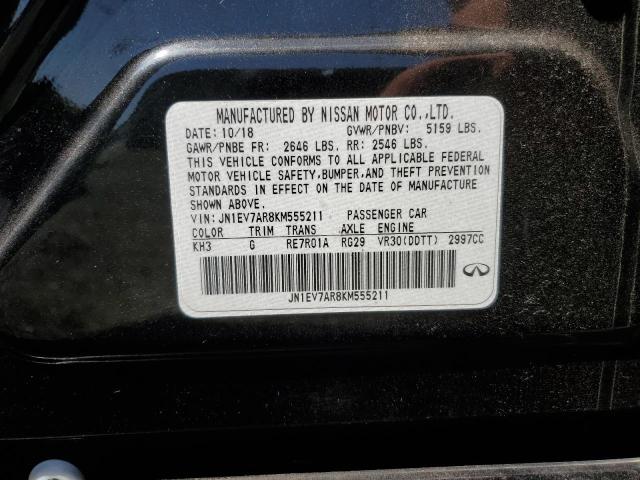 MANUFACTURED BY NISSAN MOTOR CO.,LTD.
DATE: 10/18 GVWR/PNBV: 5159 LBS.
GAWR/PNBE FR: 2646 LBS. RR: 2546 LBS.
THIS VEHICLE CONFORMS TO ALL APPLICABLE FEDERAL
MOTOR VEHICLE SAFETY,BUMPER,AND THEFT PREVENTION
STANDARDS IN EFFECT ON THE DATE OF MANUFACTURE
SHOWN ABOVE.
VIN: JN1EV7AR8KM555211 PASSENGER CAR
COLOR TRIM TRANS AXLE ENGINE
KH3 G RE7R01A RG29 VR30(DDTT) 2997CC
JN1EV7AR8KM555211